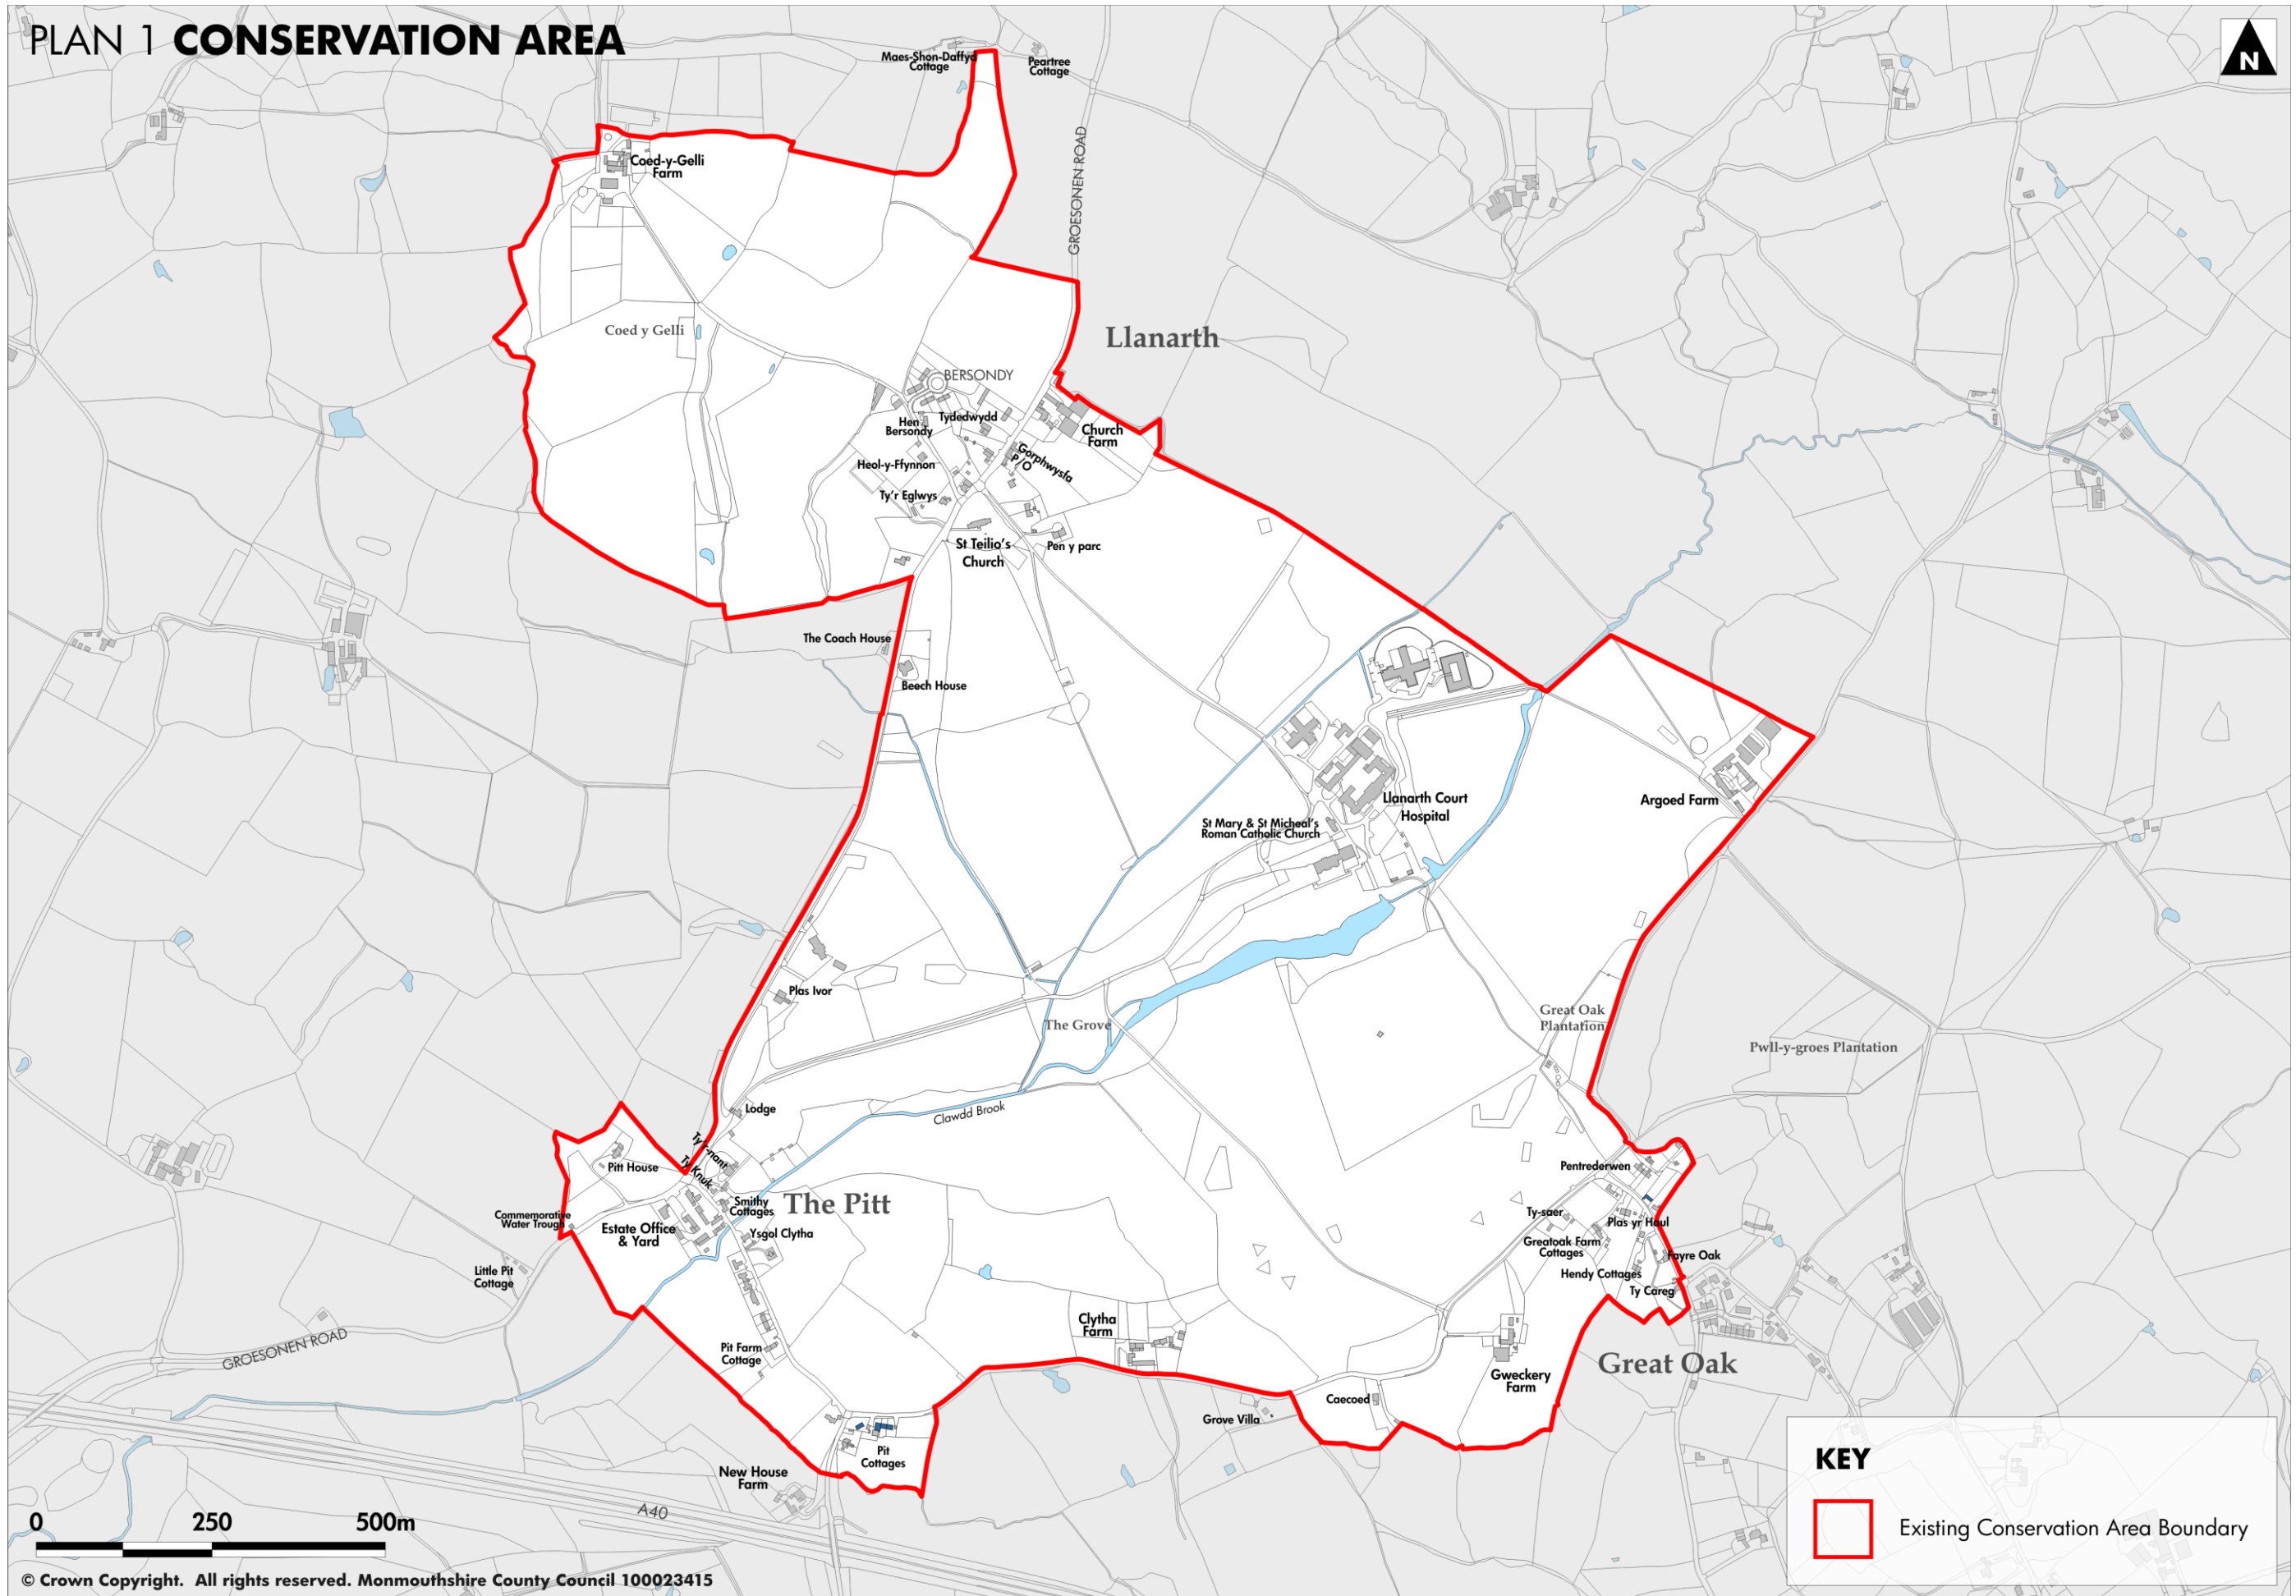 PLAN 1 CONSERVATION AREA
N
Maes-Shon-Daffyd
Cottage
Peartree
Cottage
GROESONEN ROAD
Coed-y-Gelli
Farm
Coed y Gelli
Llanarth
BERSONDY
Tydedwydd
Hen
Bersondy
Church
Farm
Gorphwysfa
P/O
Heol-y-Ffynnon
Ty'r Eglwys
St Teilio's
Church
Pen y parc
The Coach House
Beech House
Llanarth Court
Hospital
Argoed Farm
St Mary & St Micheal's
Roman Catholic Church
Plas Ivor
The Grove
Great Oak
Plantation
Pwll-y-groes Plantation
Lodge
Clawdd Brook
Ty'r-nant
Ty Knuk
Pitt House
Pentrederwen
Smithy
Cottages
The Pitt
Commemorative
Water Trough
Estate Office
& Yard
Ysgol Clytha
Ty-saer
Plas yr Haul
Greatoak Farm
Cottages
Fayre Oak
Hendy Cottages
Ty Careg
Little Pit
Cottage
GROESONEN ROAD
Clytha
Farm
Pit Farm
Cottage
Great Oak
Gweckery
Farm
Caecoed
Grove Villa
Pit
Cottages
New House
Farm
A40
KEY
Existing Conservation Area Boundary
0 250 500m
© Crown Copyright. All rights reserved. Monmouthshire County Council 100023415